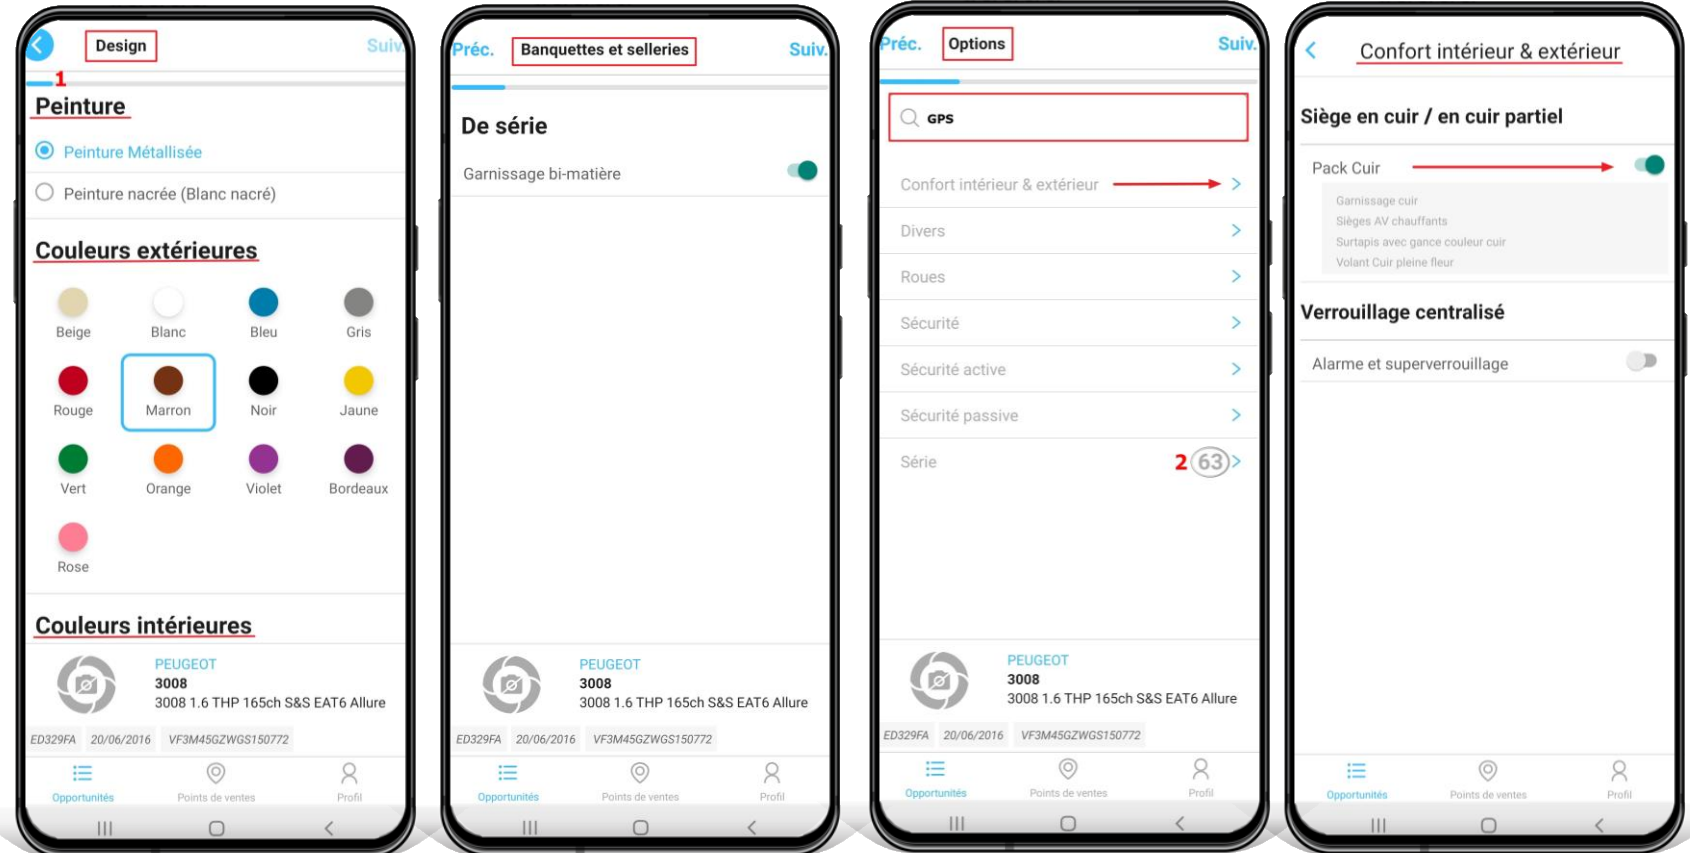 Design
Suiv.
1
Peinture
Peinture Métallisée
Peinture nacrée (Blanc nacré)
Couleurs extérieures
Beige
Blanc
Bleu
Gris
Rouge
Marron
Noir
Jaune
Vert
Orange
Violet
Bordeaux
Rose
Couleurs intérieures
PEUGEOT
3008
3008 1.6 THP 165ch S&S EAT6 Allure
ED329FA 20/06/2016 VF3M45GZWGS150772
Opportunités
Points de ventes
Profil
Préc.
Banquettes et selleries
Suiv.
De série
Garnissage bi-matière
PEUGEOT
3008
3008 1.6 THP 165ch S&S EAT6 Allure
ED329FA 20/06/2016 VF3M45GZWGS150772
Opportunités
Points de ventes
Profil
Préc.
Options
Suiv.
GPS
Confort intérieur & extérieur
Divers
Roues
Sécurité
Sécurité active
Sécurité passive
Série
2 63
PEUGEOT
3008
3008 1.6 THP 165ch S&S EAT6 Allure
ED329FA 20/06/2016 VF3M45GZWGS150772
Opportunités
Points de ventes
Profil
Confort intérieur & extérieur
Siège en cuir / en cuir partiel
Pack Cuir
Garnissage cuir
Sièges AV chauffants
Surtapis avec gance couleur cuir
Volant Cuir pleine fleur
Verrouillage centralisé
Alarme et superverrouillage
Opportunités
Points de ventes
Profil